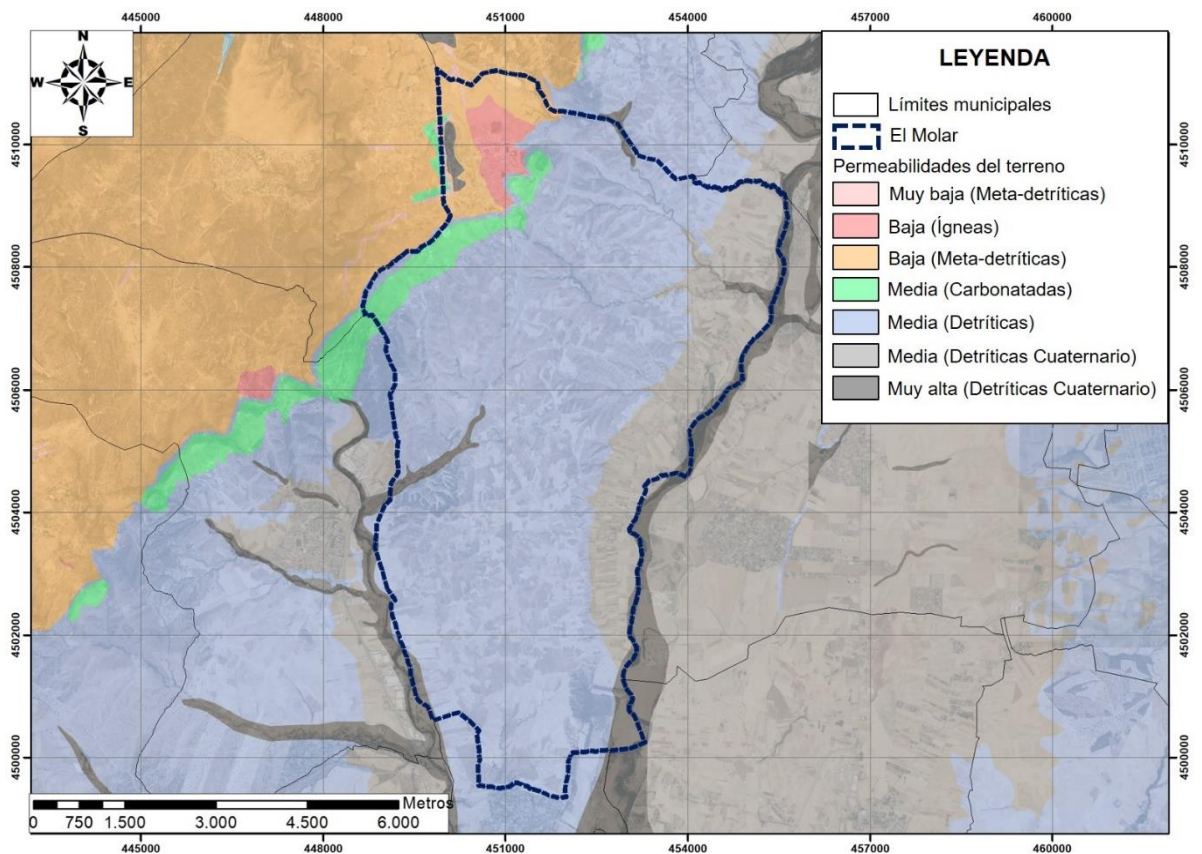 445000 448000 451000 454000 457000 460000
N
W E
S
LEYENDA
Límites municipales
El Molar
Permeabilidades del terreno
Muy baja (Meta-detríticas)
Baja (Ígneas)
Baja (Meta-detríticas)
Media (Carbonatadas)
Media (Detríticas)
Media (Detríticas Cuaternario)
Muy alta (Detríticas Cuaternario)
4510000 4510000
4508000 4508000
4506000 4506000
4504000 4504000
4502000 4502000
4500000 4500000
Metros
0 750 1.500 3.000 4.500 6.000
445000 448000 451000 454000 457000 460000